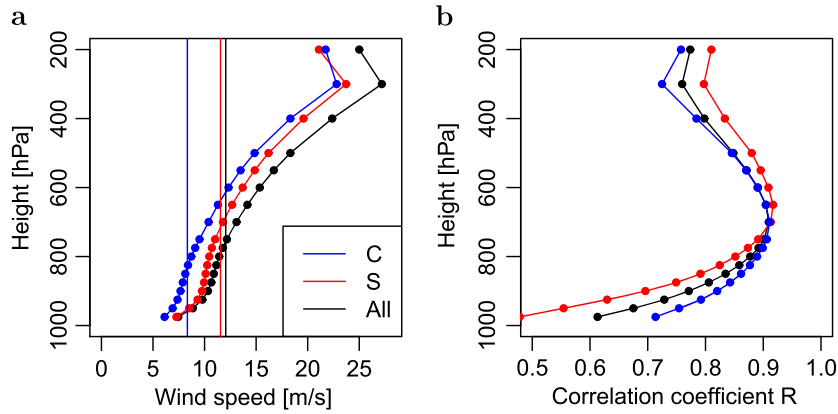 a
200
400
600
800
1000
Height [hPa]
C
S
All
0 5 10 15 20 25
Wind speed [m/s]
b
200
400
600
800
1000
Height [hPa]
0.5 0.6 0.7 0.8 0.9 1.0
Correlation coefficient R